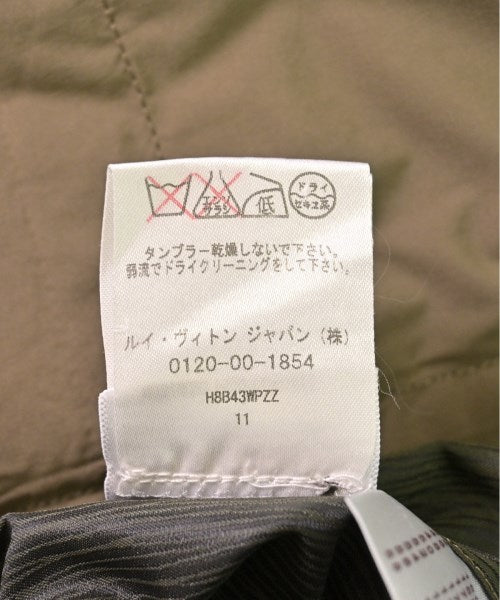 エンソ サラシ 低 ドライ セキユ系
タンブラー乾燥しないで下さい。
弱流でドライクリーニングをして下さい。
ルイ・ヴィトン ジャパン (株)
0120-00-1854
H8B43WPZZ
11